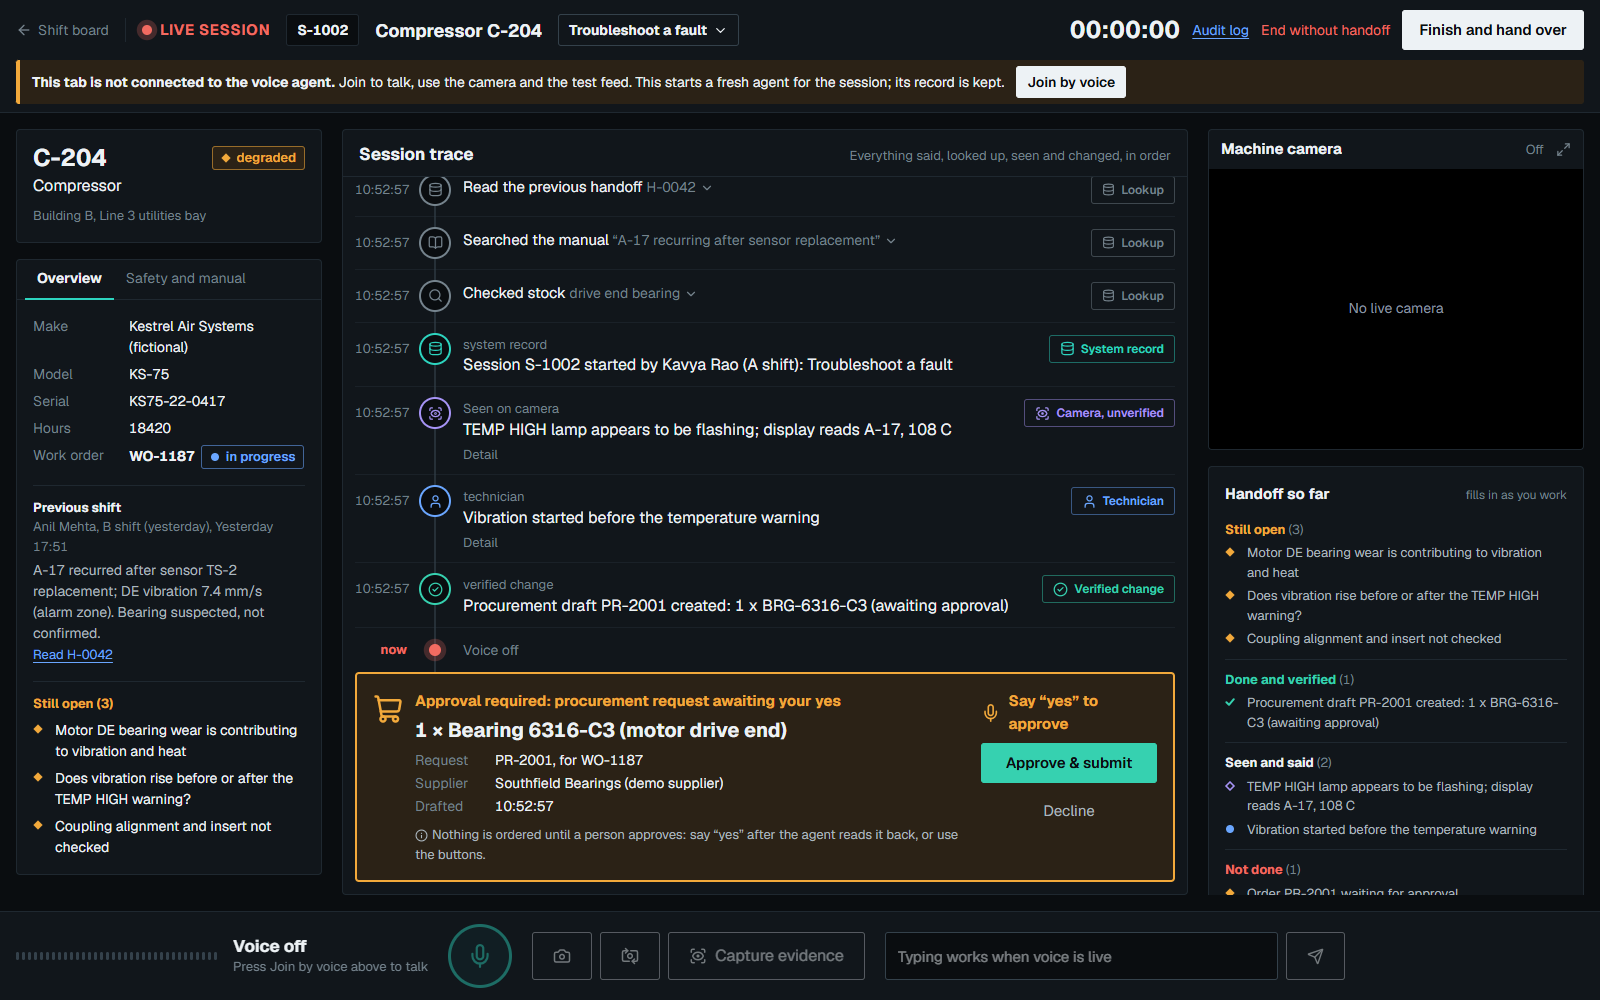 Shift board
LIVE SESSION
S-1002
Compressor C-204
Troubleshoot a fault
00:00:00
Audit log
End without handoff
Finish and hand over
This tab is not connected to the voice agent. Join to talk, use the camera and the test feed. This starts a fresh agent for the session; its record is kept.
Join by voice
C-204
degraded
Compressor
Building B, Line 3 utilities bay
Overview
Safety and manual
Make Kestrel Air Systems
(fictional)
Model KS-75
Serial KS75-22-0417
Hours 18420
Work order WO-1187 in progress
Previous shift
Anil Mehta, B shift (yesterday), Yesterday
17:51
A-17 recurred after sensor TS-2
replacement; DE vibration 7.4 mm/s
(alarm zone). Bearing suspected, not
confirmed.
Read H-0042
Still open (3)
Motor DE bearing wear is contributing
to vibration and heat
Does vibration rise before or after the
TEMP HIGH warning?
Coupling alignment and insert not
checked
Session trace
Everything said, looked up, seen and changed, in order
10:52:57 Read the previous handoff H-0042 Lookup
10:52:57 Searched the manual “A-17 recurring after sensor replacement” Lookup
10:52:57 Checked stock drive end bearing Lookup
system record
10:52:57 Session S-1002 started by Kavya Rao (A shift): Troubleshoot a fault System record
Seen on camera
10:52:57 TEMP HIGH lamp appears to be flashing; display reads A-17, 108 C Camera, unverified
Detail
technician
10:52:57 Vibration started before the temperature warning Technician
Detail
verified change
10:52:57 Procurement draft PR-2001 created: 1 x BRG-6316-C3 (awaiting approval) Verified change
now Voice off
Approval required: procurement request awaiting your yes
1 × Bearing 6316-C3 (motor drive end)
Request PR-2001, for WO-1187
Supplier Southfield Bearings (demo supplier)
Drafted 10:52:57
Nothing is ordered until a person approves: say “yes” after the agent reads it back, or use
the buttons.
Say “yes” to
approve
Approve & submit
Decline
Machine camera
Off
No live camera
Handoff so far
fills in as you work
Still open (3)
Motor DE bearing wear is contributing to vibration
and heat
Does vibration rise before or after the TEMP HIGH
warning?
Coupling alignment and insert not checked
Done and verified (1)
Procurement draft PR-2001 created: 1 x BRG-6316-
C3 (awaiting approval)
Seen and said (2)
TEMP HIGH lamp appears to be flashing; display
reads A-17, 108 C
Vibration started before the temperature warning
Not done (1)
Order PR-2001 waiting for approval
Voice off
Press Join by voice above to talk
Capture evidence
Typing works when voice is live